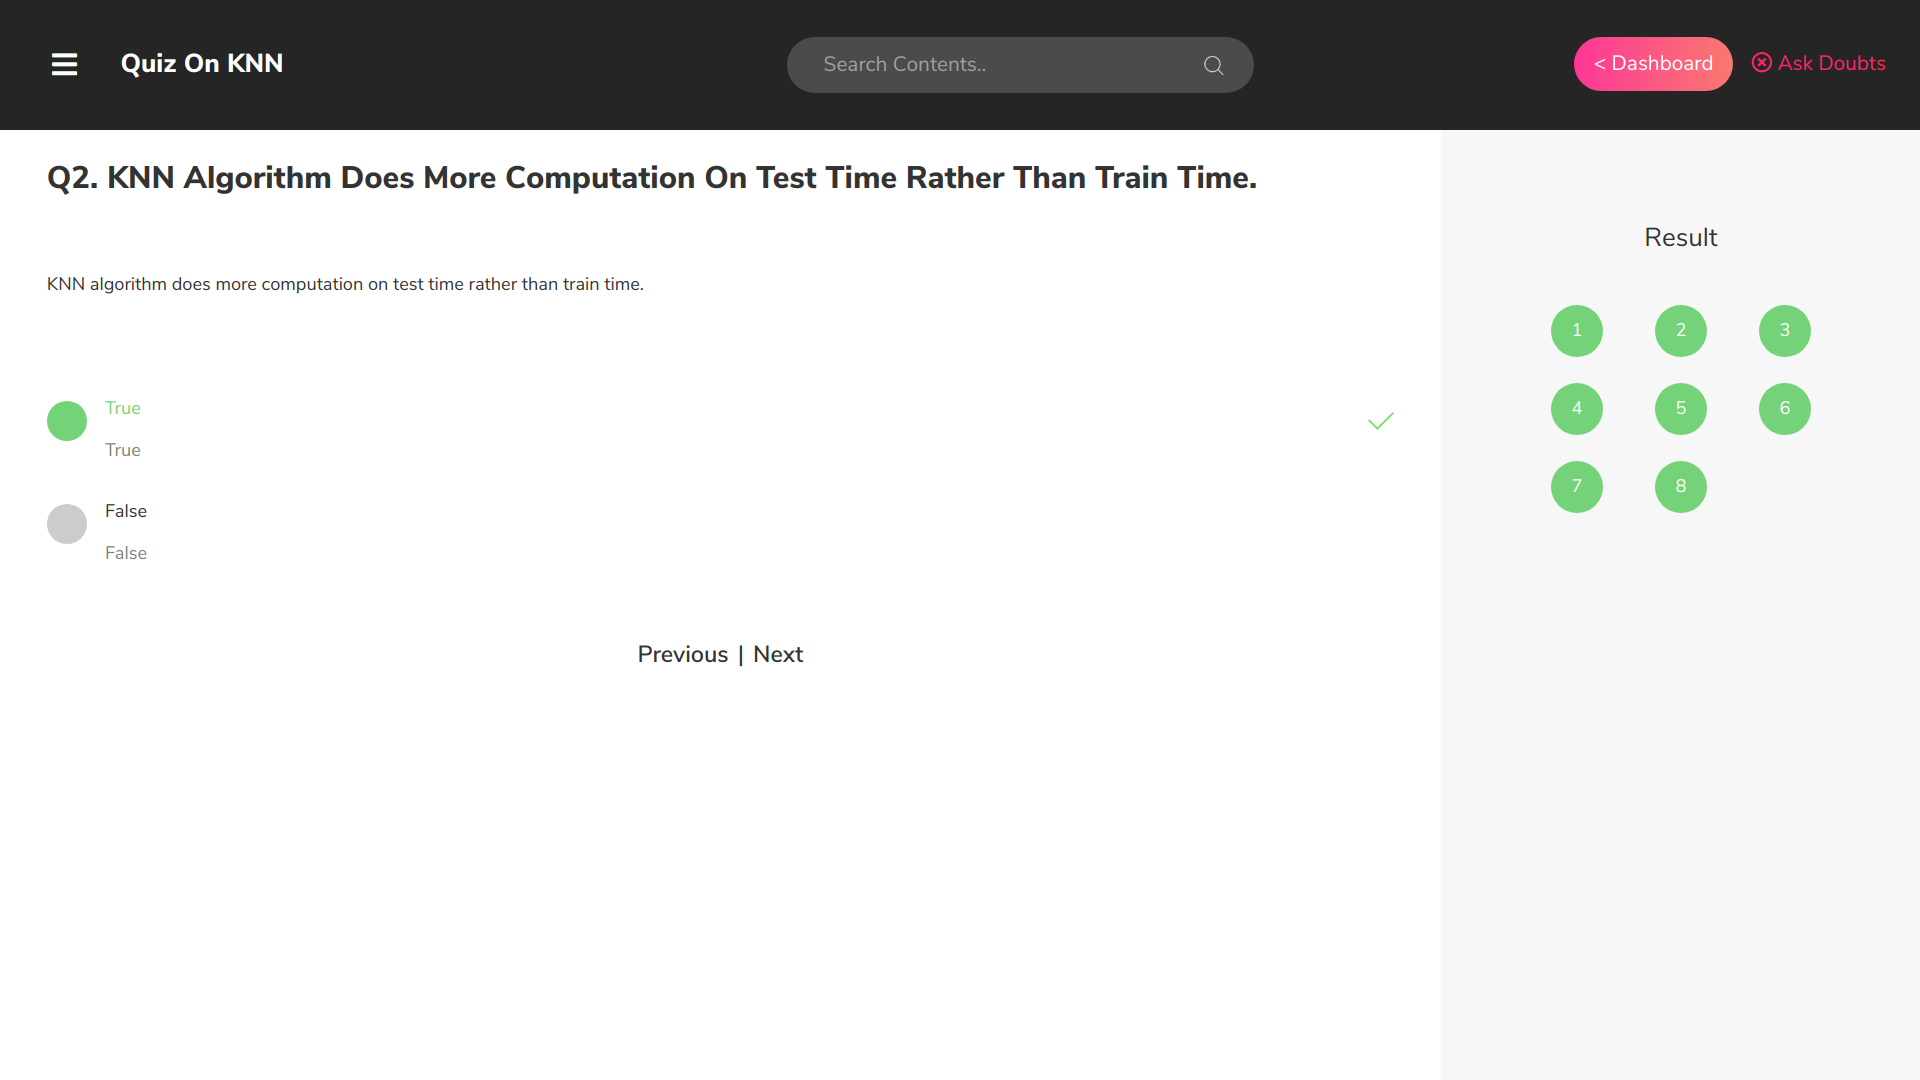 Quiz On KNN
Search Contents..
< Dashboard
Ask Doubts
Q2. KNN Algorithm Does More Computation On Test Time Rather Than Train Time.
KNN algorithm does more computation on test time rather than train time.
True
True
False
False
Previous | Next
Result
1 2 3
4 5 6
7 8